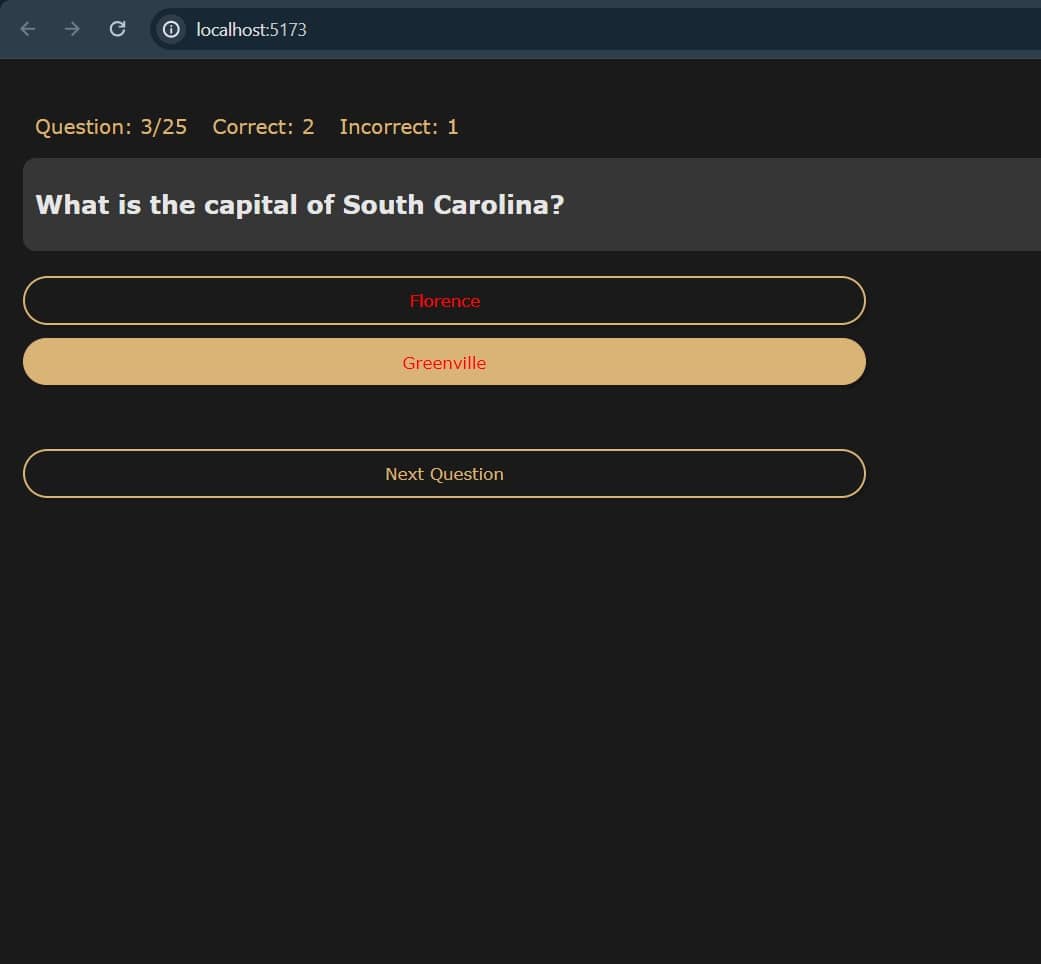 localhost:5173
Question: 3/25 Correct: 2 Incorrect: 1
What is the capital of South Carolina?
Florence
Greenville
Next Question